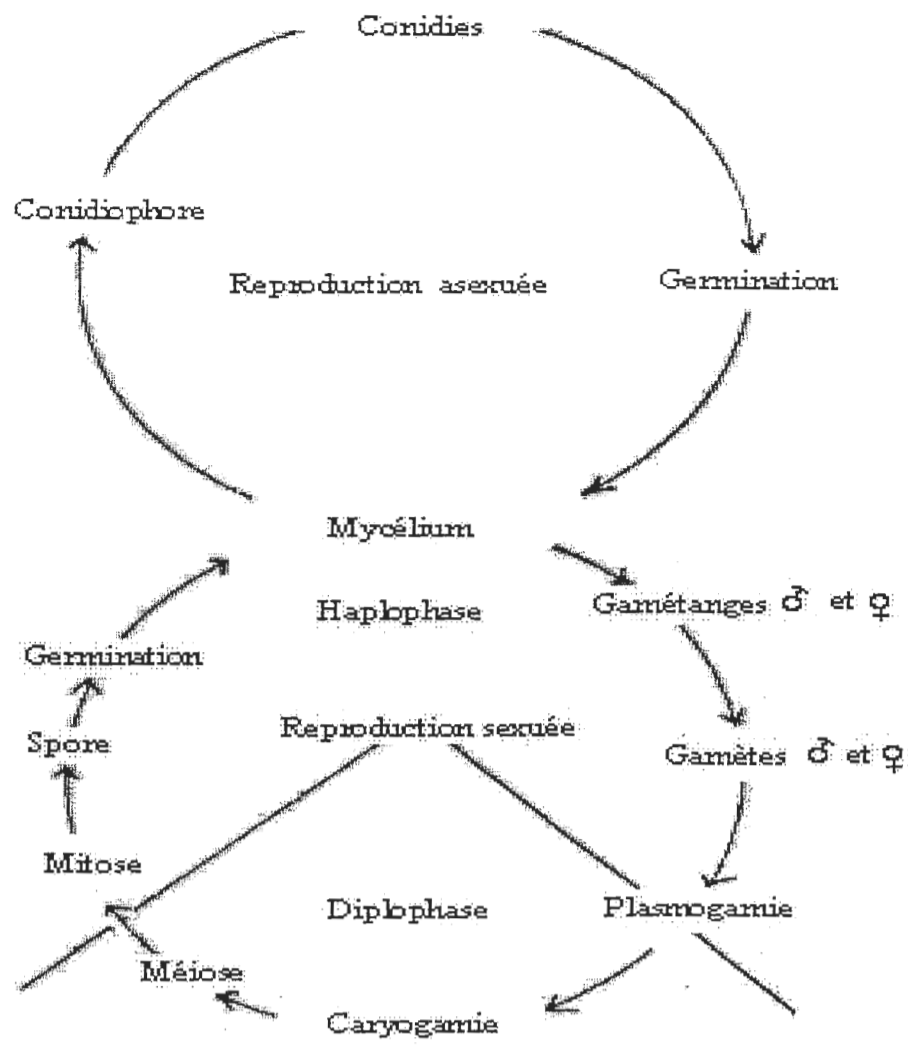 Conidies
Conidiophore
Reproduction asexuée
Germination
Mycélium
Haplophase
Gamétanges ♂ et ♀
Germination
Reproduction sexuée
Spore
Gamètes ♂ et ♀
Mitose
Diplophase
Plasmogamie
Méiose
Caryogamie